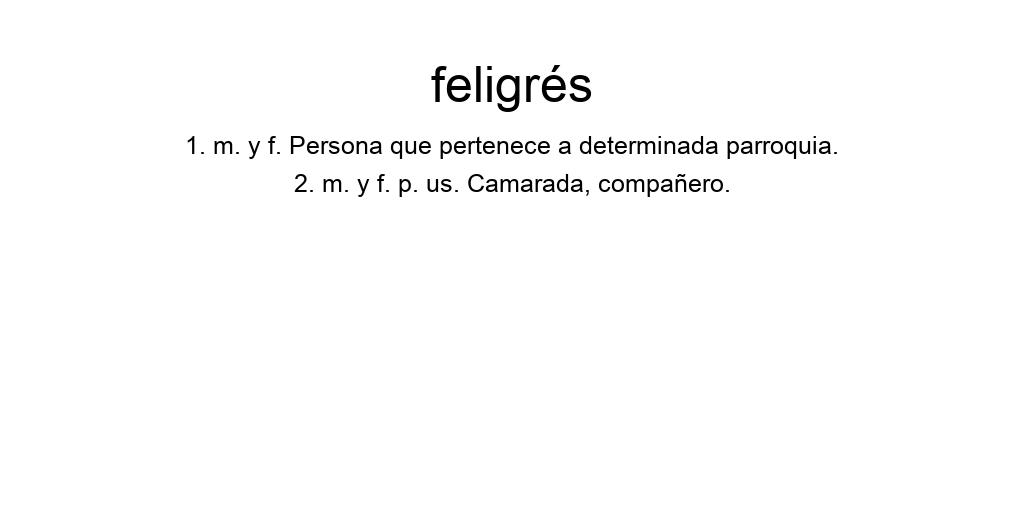 feligrés
1. m. y f. Persona que pertenece a determinada parroquia.
2. m. y f. p. us. Camarada, compañero.